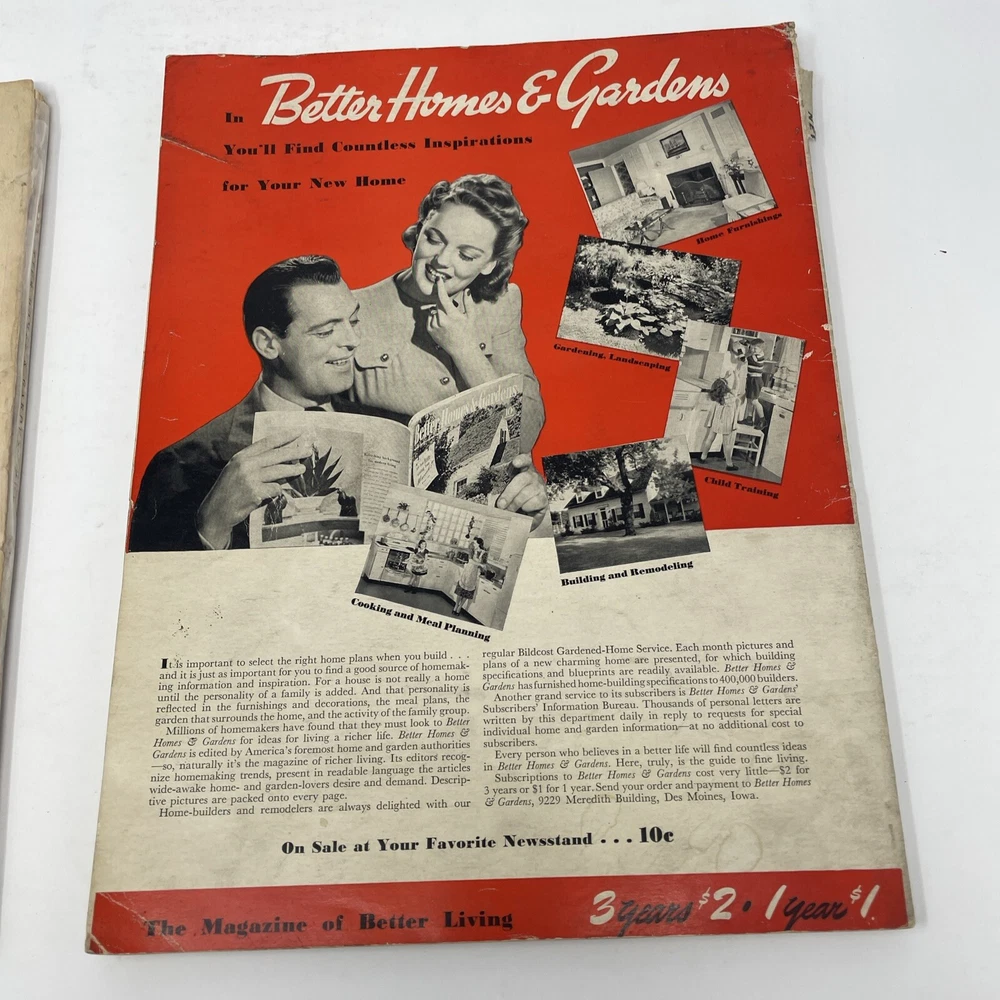 In Better Homes & Gardens
You'll Find Countless Inspirations
for Your New Home
Home Furnishings
Gardening, Landscaping
Child Training
Better Homes & Gardens
Building and Remodeling
Cooking and Meal Planning
It is important to select the right home plans when you build . . .
and it is just as important for you to find a good source of homemak-
ing information and inspiration. For a house is not really a home
until the personality of a family is added. And that personality is
reflected in the furnishings and decorations, the meal plans, the
garden that surrounds the home, and the activity of the family group.
Millions of homemakers have found that they must look to Better
Homes & Gardens for ideas for living a richer life. Better Homes &
Gardens is edited by America's foremost home and garden authorities
—so, naturally it's the magazine of richer living. Its editors recog-
nize homemaking trends, present in readable language the articles
wide-awake home- and garden-lovers desire and demand. Descrip-
tive pictures are packed onto every page.
Home-builders and remodelers are always delighted with our
regular Bildcost Gardened-Home Service. Each month pictures and
plans of a new charming home are presented, for which building
specifications and blueprints are readily available. Better Homes &
Gardens has furnished home-building specifications to 400,000 builders.
Another grand service to its subscribers is Better Homes & Gardens'
Subscribers' Information Bureau. Thousands of personal letters are
written by this department daily in reply to requests for special
individual home and garden information—at no additional cost to
subscribers.
Every person who believes in a better life will find countless ideas
in Better Homes & Gardens. Here, truly, is the guide to fine living.
Subscriptions to Better Homes & Gardens cost very little—$2 for
3 years or $1 for 1 year. Send your order and payment to Better Homes
& Gardens, 9229 Meredith Building, Des Moines, Iowa.
On Sale at Your Favorite Newsstand . . . 10c
The Magazine of Better Living
3 years $2 • 1 year $1.